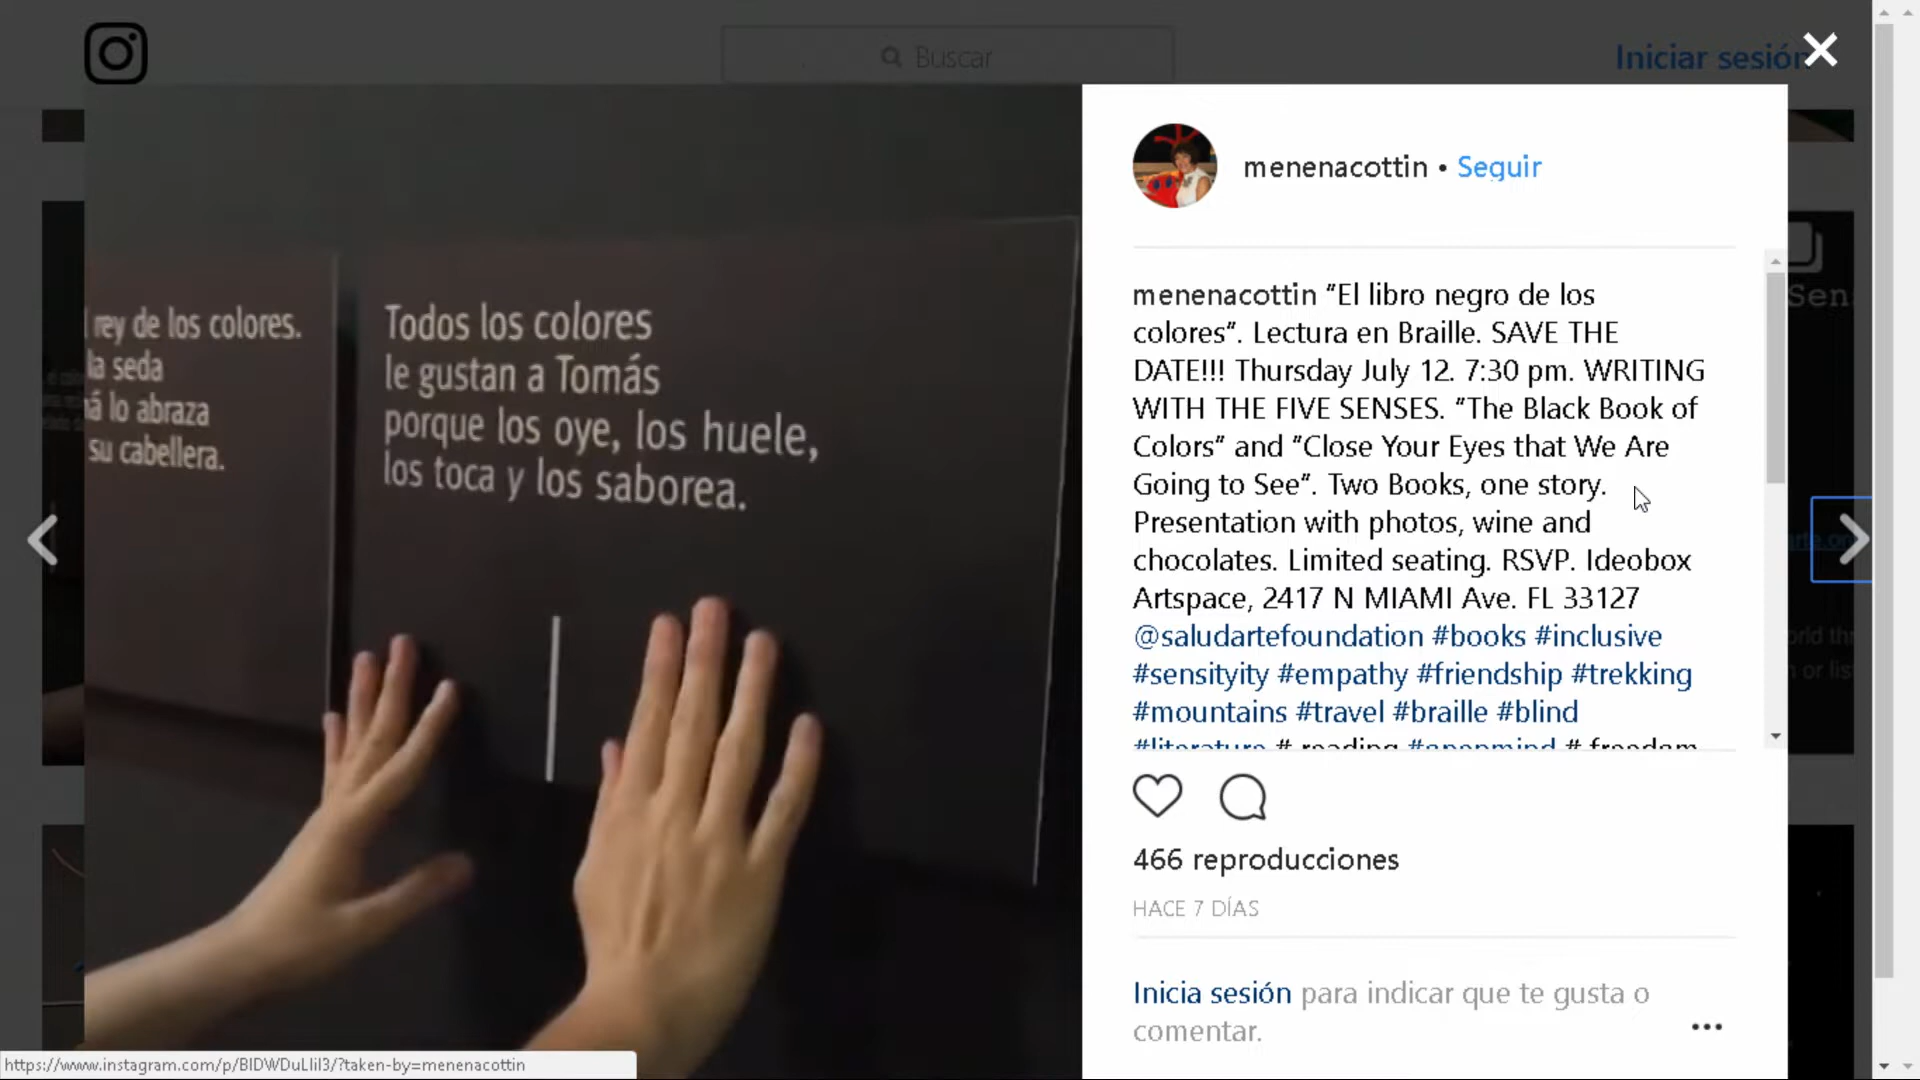 Buscar
Iniciar sesión
rey de los colores.
la seda
lo abraza
su cabellera.
Todos los colores
le gustan a Tomás
porque los oye, los huele,
los toca y los saborea.
menenacottin • Seguir
menenacottin "El libro negro de los
colores". Lectura en Braille. SAVE THE
DATE!!! Thursday July 12. 7:30 pm. WRITING
WITH THE FIVE SENSES. "The Black Book of
Colors" and "Close Your Eyes that We Are
Going to See". Two Books, one story.
Presentation with photos, wine and
chocolates. Limited seating. RSVP. Ideobox
Artspace, 2417 N MIAMI Ave. FL 33127
@saludartefoundation #books #inclusive
#sensityity #empathy #friendship #trekking
#mountains #travel #braille #blind
#literature # reading #openmind # freedom
466 reproducciones
HACE 7 DÍAS
Inicia sesión para indicar que te gusta o
comentar.
https://www.instagram.com/p/BlDWDuLlil3/?taken-by=menenacottin